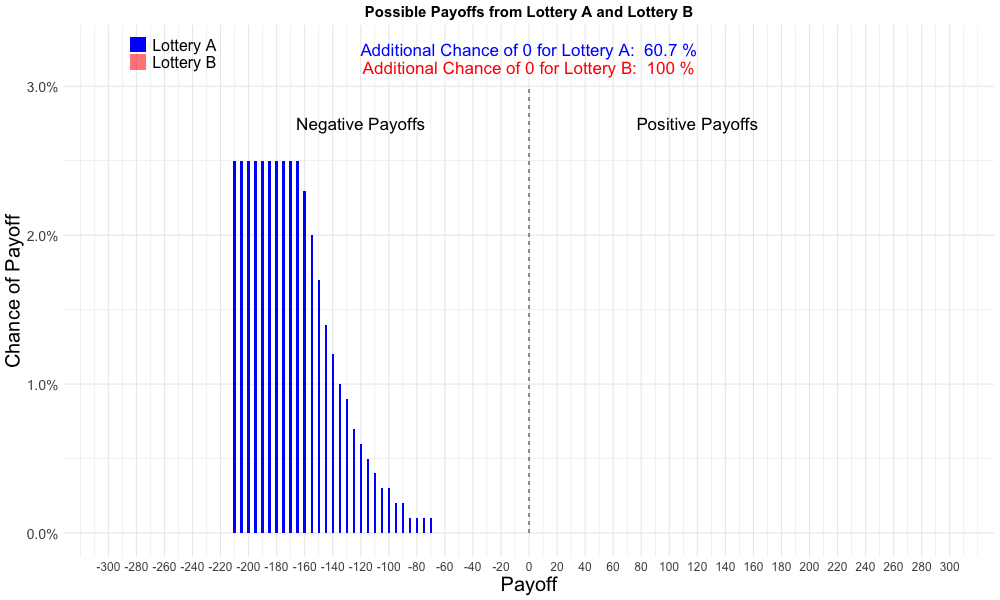 Possible Payoffs from Lottery A and Lottery B
Lottery A
Lottery B
Additional Chance of 0 for Lottery A:  60.7 %
Additional Chance of 0 for Lottery B:  100 %
Negative Payoffs
Positive Payoffs
Chance of Payoff
3.0%
2.0%
1.0%
0.0%
-300 -280 -260 -240 -220 -200 -180 -160 -140 -120 -100 -80 -60 -40 -20 0 20 40 60 80 100 120 140 160 180 200 220 240 260 280 300
Payoff